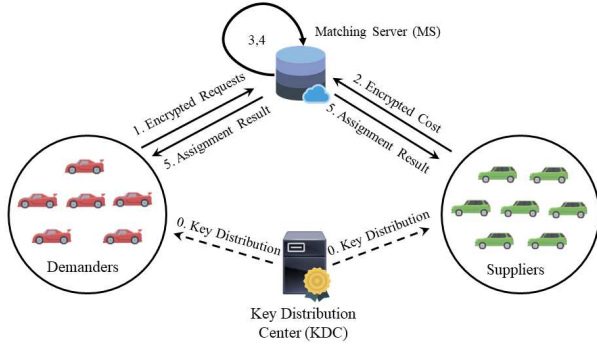 Matching Server (MS)
3,4
1. Encrypted Requests
5. Assignment Result
2. Encrypted Cost
5. Assignment Result
Demanders
0. Key Distribution
0. Key Distribution
Suppliers
Key Distribution
Center (KDC)